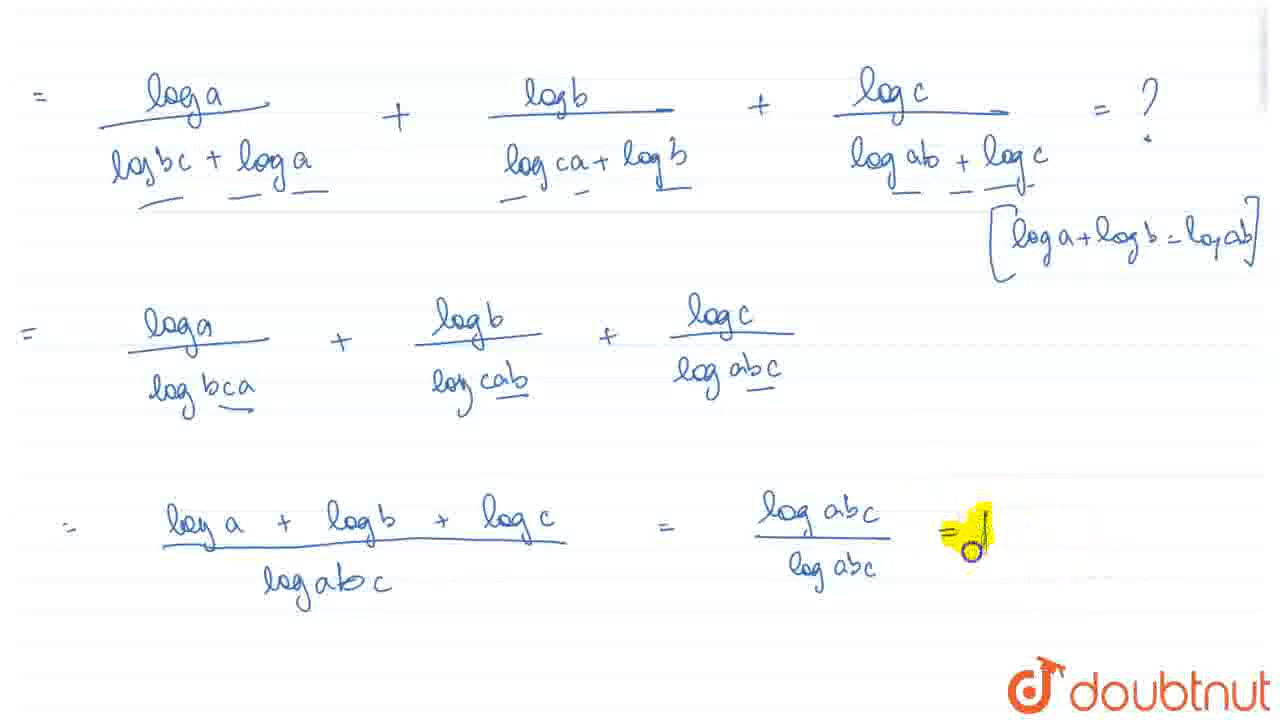 = log a / (log bc + log a) + log b / (log ca + log b) + log c / (log ab + log c) = ?
[log a + log b = log ab]
= log a / log bca + log b / log cab + log c / log abc
= (log a + log b + log c) / log abc = log abc / log abc = 1
doubtnut